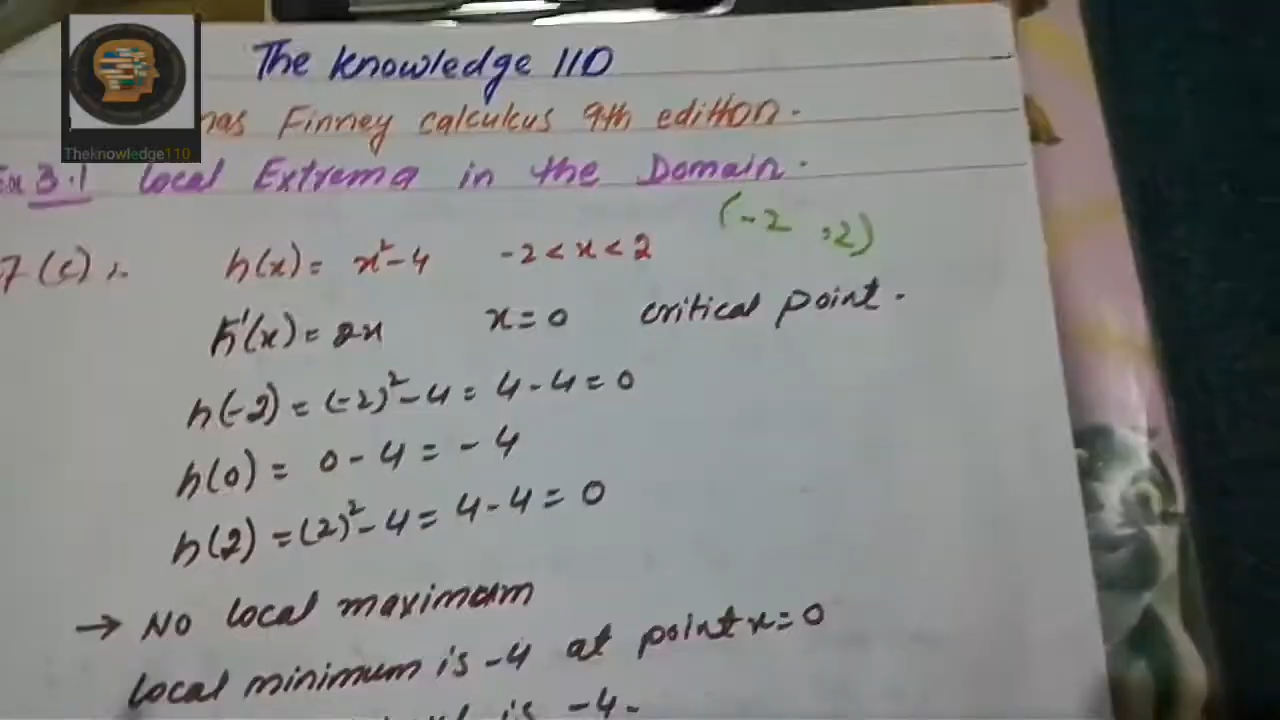 The knowledge 110
Finney calculus 9th edition.
Theknowledge110
3.1 Local Extrema in the Domain.
(-2 , 2)
7 (c) :- h(x) = x²-4 -2 < x < 2
h'(x) = 2x x=0 critical point.
h(-2) = (-2)²-4 = 4-4 = 0
h(0) = 0-4 = -4
h(2) = (2)²-4 = 4-4 = 0
→ No local maximum
local minimum is -4 at point x=0
is -4.